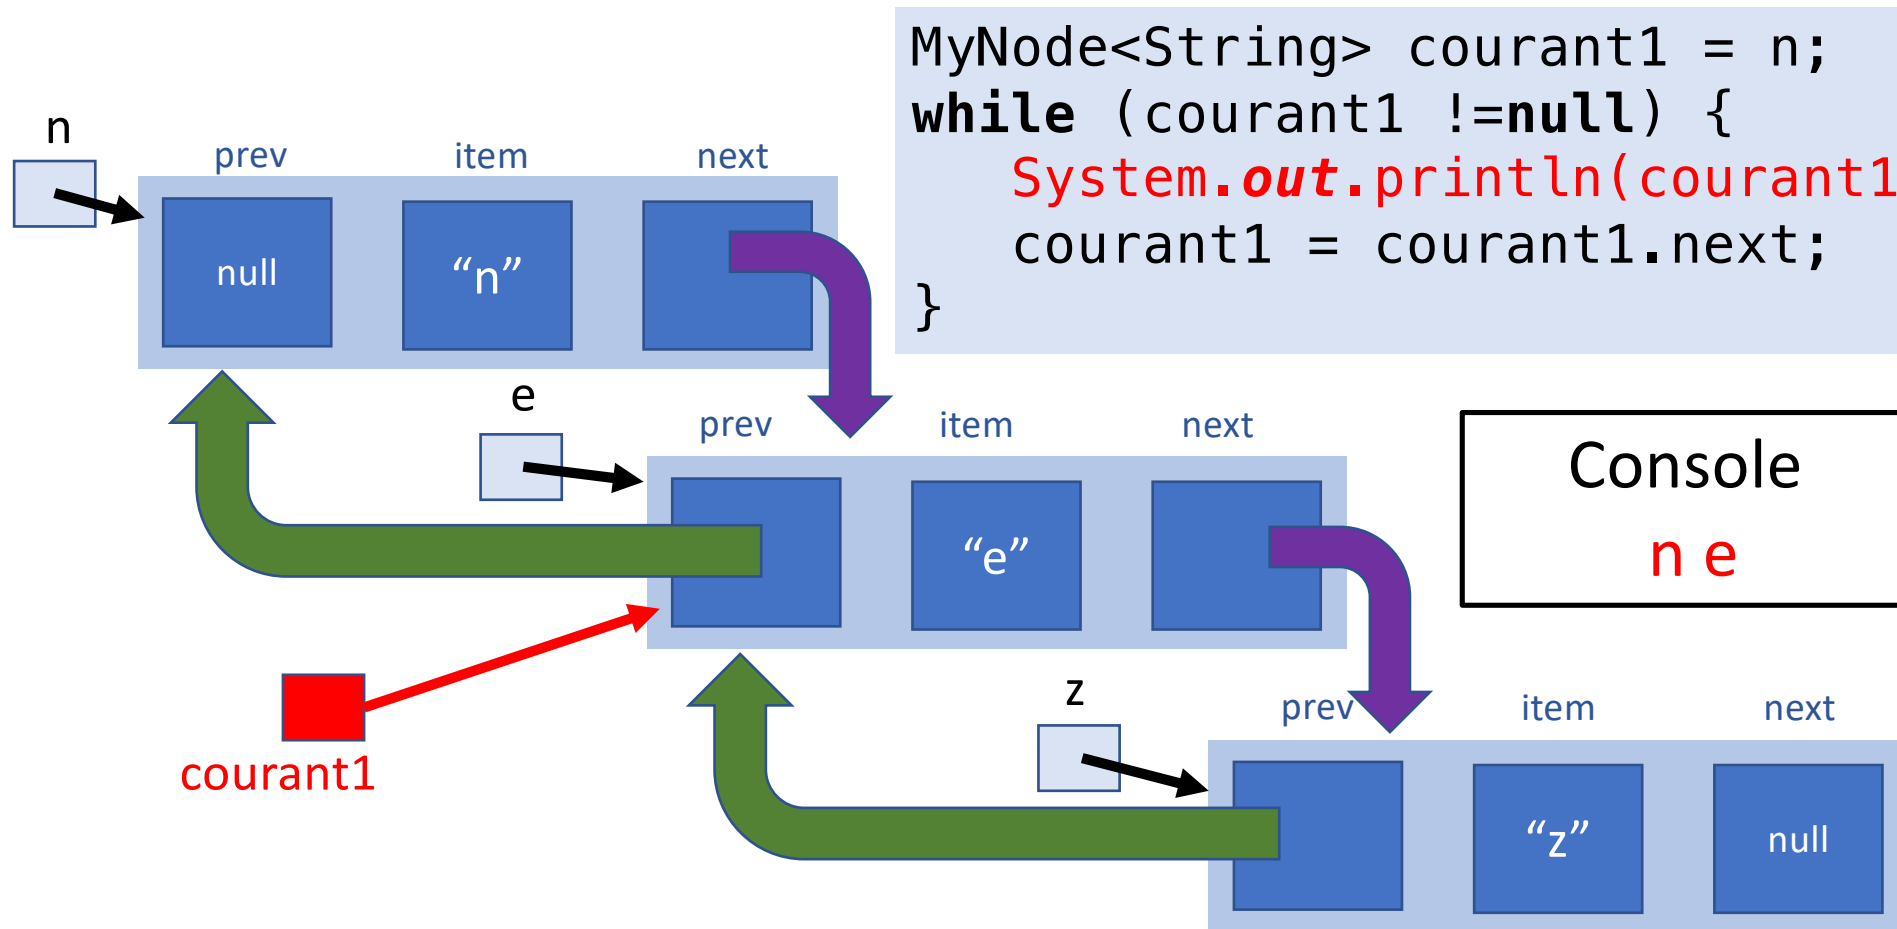 MyNode<String> courant1 = n;
while (courant1 !=null) {
System.out.println(courant1
courant1 = courant1.next;
}
n
prev item next
null “n”
e
prev item next
“e”
Console
n e
courant1
z
prev item next
“z” null